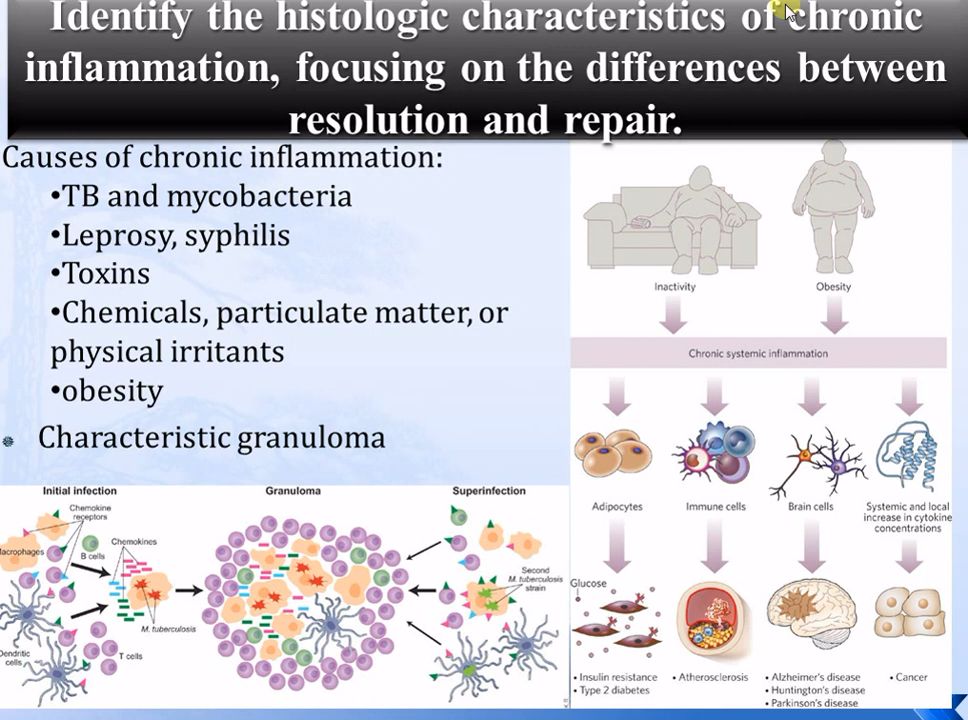 Identify the histologic characteristics of chronic
inflammation, focusing on the differences between
resolution and repair.
Causes of chronic inflammation:
•TB and mycobacteria
•Leprosy, syphilis
•Toxins
•Chemicals, particulate matter, or
physical irritants
•obesity
Characteristic granuloma
Initial infection
Granuloma
Superinfection
Chemokine
receptors
Macrophages
B cells
Chemokines
M. tuberculosis
Dendritic
cells
T cells
Second
M. tuberculosis
strain
Inactivity
Obesity
Chronic systemic inflammation
Adipocytes
Immune cells
Brain cells
Systemic and local
increase in cytokine
concentrations
Glucose
• Insulin resistance
• Type 2 diabetes
• Atherosclerosis
• Alzheimer's disease
• Huntington's disease
• Parkinson's disease
• Cancer